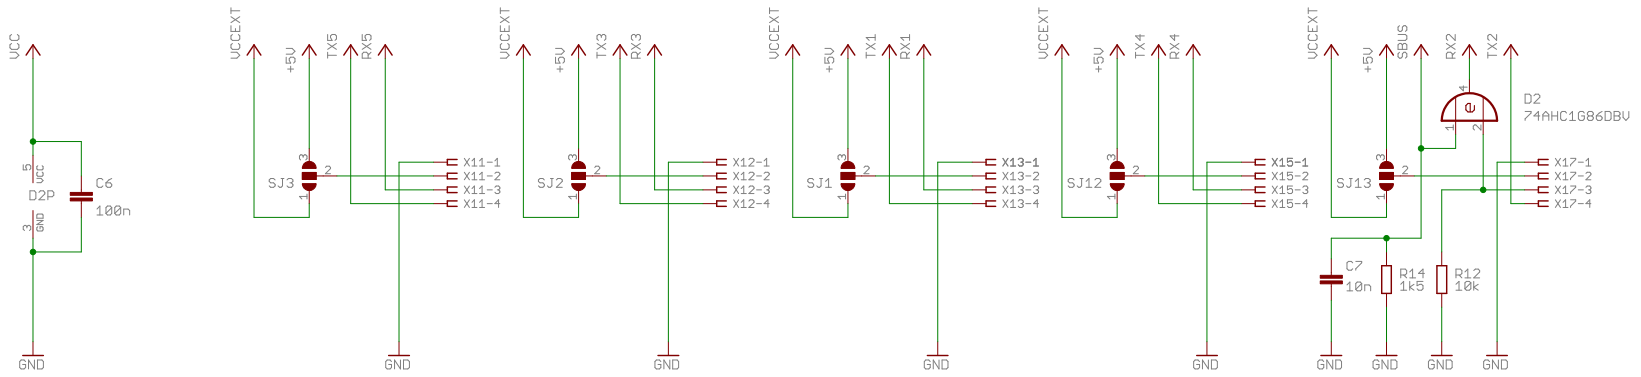 VCC
5
VCC
D2P
GND
3
C6
100n
GND
VCCEXT
+5V
TX5
RX5
3
2
SJ3
1
X11-1
X11-2
X11-3
X11-4
GND
VCCEXT
+5V
TX3
RX3
3
2
SJ2
1
X12-1
X12-2
X12-3
X12-4
GND
VCCEXT
+5V
TX1
RX1
3
2
SJ1
1
X13-1
X13-2
X13-3
X13-4
GND
VCCEXT
+5V
TX4
RX4
3
2
SJ12
1
X15-1
X15-2
X15-3
X15-4
GND
VCCEXT
+5V
SBUS
RX2
TX2
4
e
D2
74AHC1G86DBV
1
2
3
2
SJ13
1
X17-1
X17-2
X17-3
X17-4
C7
10n
R14
1k5
R12
10k
GND
GND
GND
GND